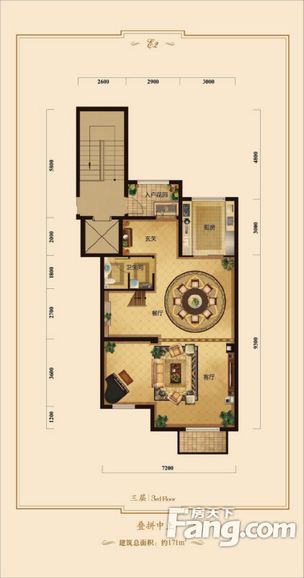 E2
2600 2900 3000
5800
2000
1800
2700
3600
1200
4800
3000
9300
入户花园
厨房
玄关
卫生间
餐厅
客厅
7200
三层 | 3rd Floor
叠拼中
建筑总面积：约171m²
房天下
Fang.com